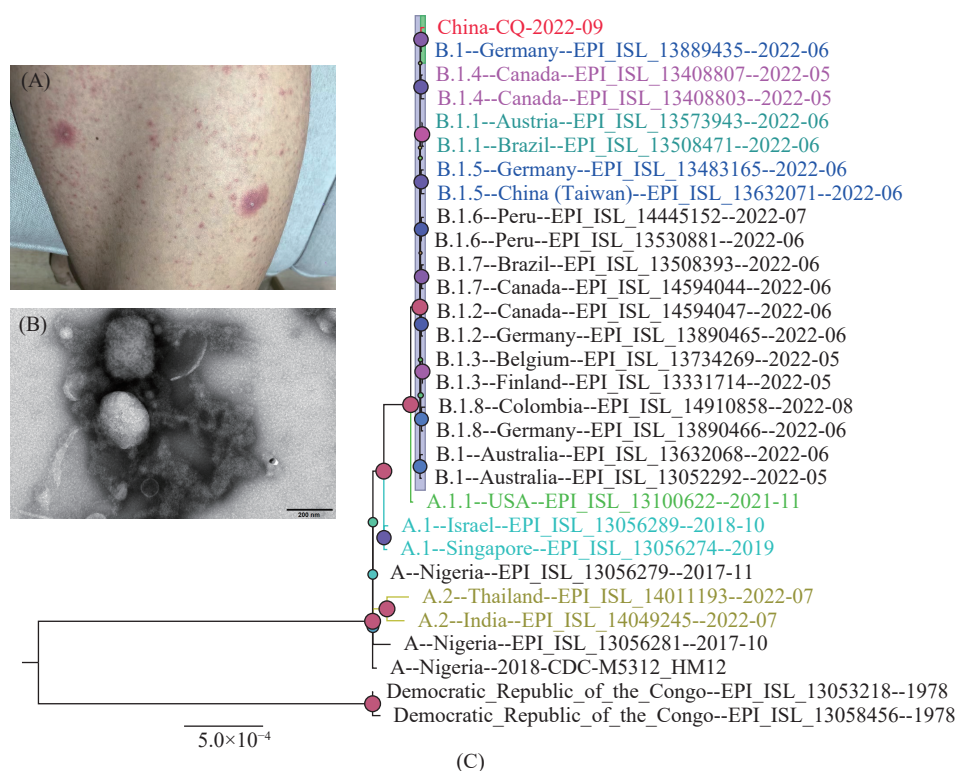 (A)
(B)
200 nm
China-CQ-2022-09
B.1--Germany--EPI_ISL_13889435--2022-06
B.1.4--Canada--EPI_ISL_13408807--2022-05
B.1.4--Canada--EPI_ISL_13408803--2022-05
B.1.1--Austria--EPI_ISL_13573943--2022-06
B.1.1--Brazil--EPI_ISL_13508471--2022-06
B.1.5--Germany--EPI_ISL_13483165--2022-06
B.1.5--China (Taiwan)--EPI_ISL_13632071--2022-06
B.1.6--Peru--EPI_ISL_14445152--2022-07
B.1.6--Peru--EPI_ISL_13530881--2022-06
B.1.7--Brazil--EPI_ISL_13508393--2022-06
B.1.7--Canada--EPI_ISL_14594044--2022-06
B.1.2--Canada--EPI_ISL_14594047--2022-06
B.1.2--Germany--EPI_ISL_13890465--2022-06
B.1.3--Belgium--EPI_ISL_13734269--2022-05
B.1.3--Finland--EPI_ISL_13331714--2022-05
B.1.8--Colombia--EPI_ISL_14910858--2022-08
B.1.8--Germany--EPI_ISL_13890466--2022-06
B.1--Australia--EPI_ISL_13632068--2022-06
B.1--Australia--EPI_ISL_13052292--2022-05
A.1.1--USA--EPI_ISL_13100622--2021-11
A.1--Israel--EPI_ISL_13056289--2018-10
A.1--Singapore--EPI_ISL_13056274--2019
A--Nigeria--EPI_ISL_13056279--2017-11
A.2--Thailand--EPI_ISL_14011193--2022-07
A.2--India--EPI_ISL_14049245--2022-07
A--Nigeria--EPI_ISL_13056281--2017-10
A--Nigeria--2018-CDC-M5312_HM12
Democratic_Republic_of_the_Congo--EPI_ISL_13053218--1978
Democratic_Republic_of_the_Congo--EPI_ISL_13058456--1978
5.0×10⁻⁴
(C)